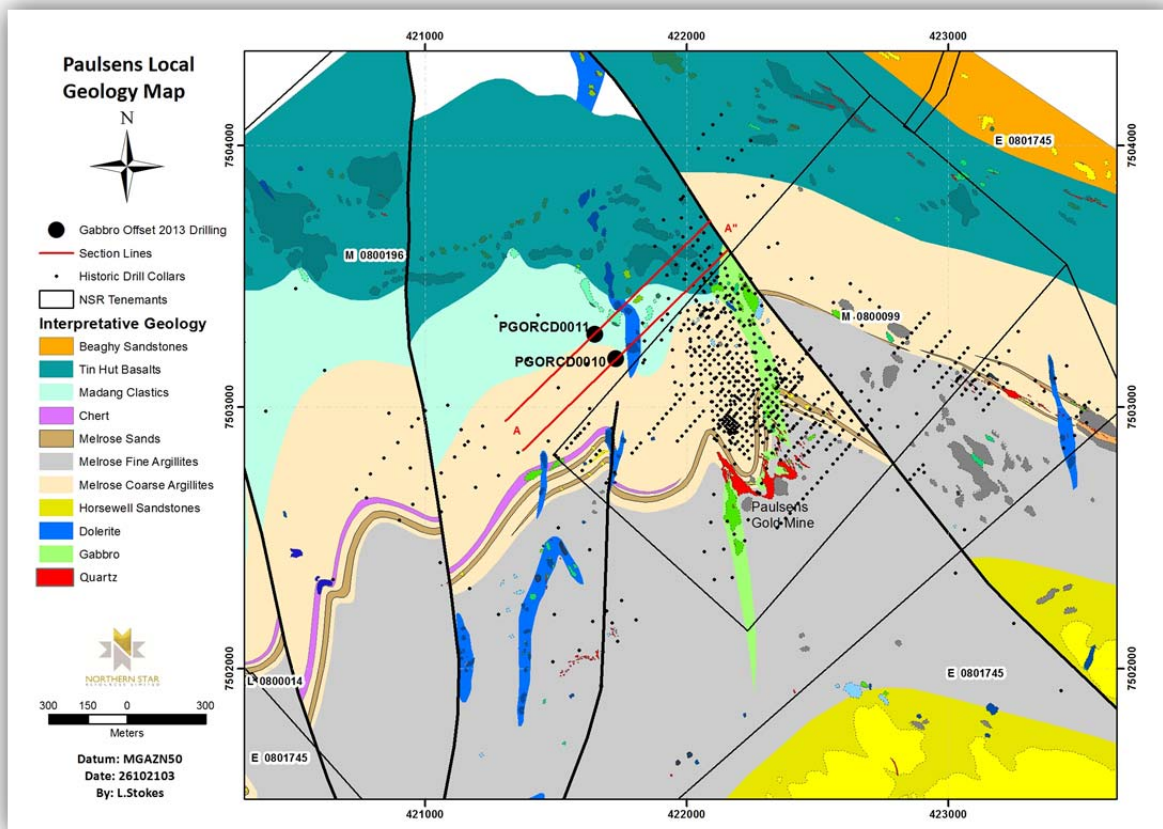 Paulsens Local
Geology Map
N
Gabbro Offset 2013 Drilling
Section Lines
Historic Drill Collars
NSR Tenemants
Interpretative Geology
Beaghy Sandstones
Tin Hut Basalts
Madang Clastics
Chert
Melrose Sands
Melrose Fine Argillites
Melrose Coarse Argillites
Horsewell Sandstones
Dolerite
Gabbro
Quartz
NORTHERN STAR
RESOURCES LIMITED
300 150 0 300
Meters
Datum: MGAZN50
Date: 26102103
By: L.Stokes
421000 422000 423000
7504000 7504000
E 0801745
A"
M 0800196
M 0800099
PGORCD0011
PGORCD0010
7503000 7503000
A
Paulsens
Gold Mine
7502000 7502000
L 0800014
E 0801745
E 0801745
421000 422000 423000